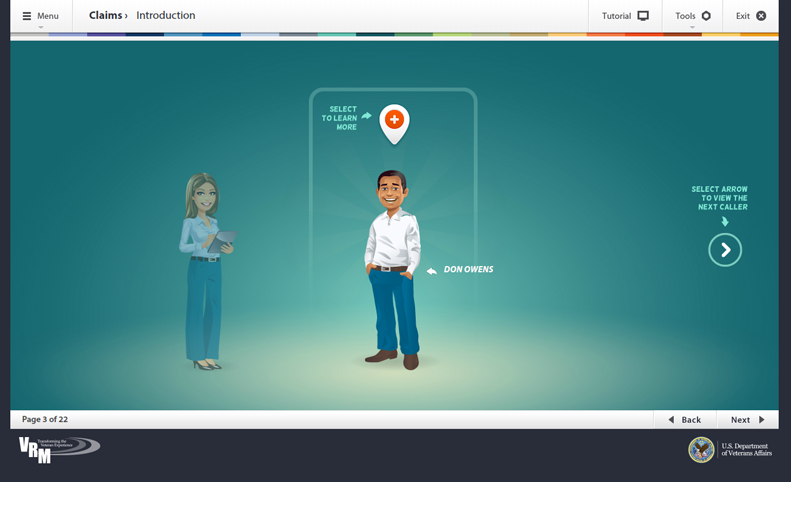 Menu
Claims › Introduction
Tutorial
Tools
Exit
SELECT
TO LEARN
MORE
SELECT ARROW
TO VIEW THE
NEXT CALLER
DON OWENS
Page 3 of 22
Back
Next
VRM
Transforming the
Veteran Experience
U.S. Department
of Veterans Affairs